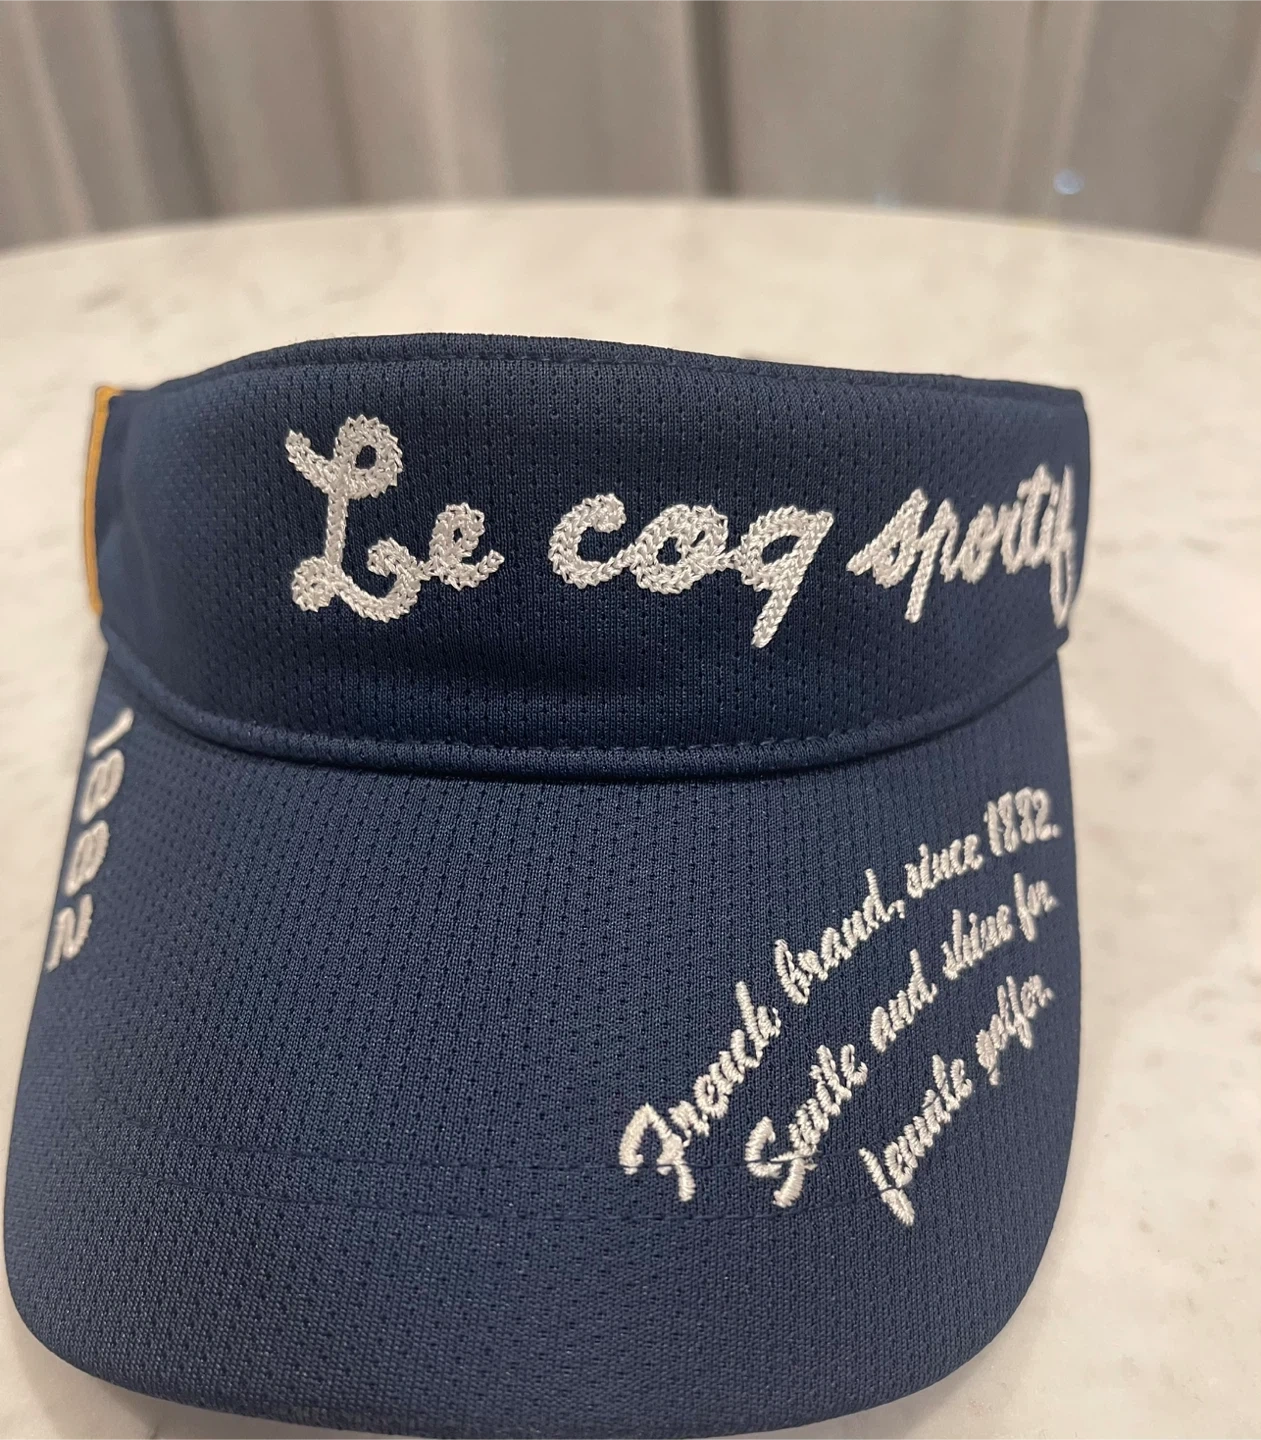 Le coq sportif
1882
French brand, since 1882.
Smile and shine for
female golfer.